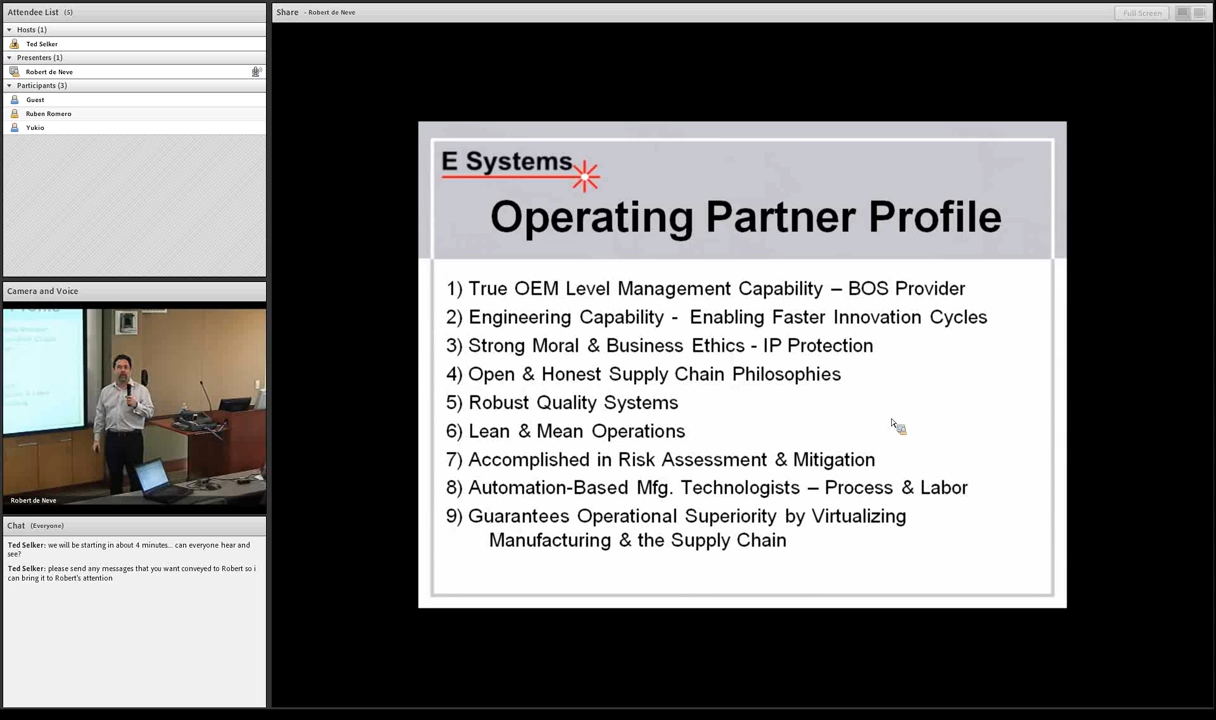 Attendee List (5)
Hosts (1)
Ted Selker
Presenters (1)
Robert de Neve
Participants (3)
Guest
Ruben Romero
Yukio
Camera and Voice
Robert de Neve
Chat (Everyone)
Ted Selker: we will be starting in about 4 minutes... can everyone hear and
see?
Ted Selker: please send any messages that you want conveyed to Robert so i
can bring it to Robert's attention
Share - Robert de Neve
Full Screen
E Systems
Operating Partner Profile
1) True OEM Level Management Capability – BOS Provider
2) Engineering Capability - Enabling Faster Innovation Cycles
3) Strong Moral & Business Ethics - IP Protection
4) Open & Honest Supply Chain Philosophies
5) Robust Quality Systems
6) Lean & Mean Operations
7) Accomplished in Risk Assessment & Mitigation
8) Automation-Based Mfg. Technologists – Process & Labor
9) Guarantees Operational Superiority by Virtualizing
Manufacturing & the Supply Chain